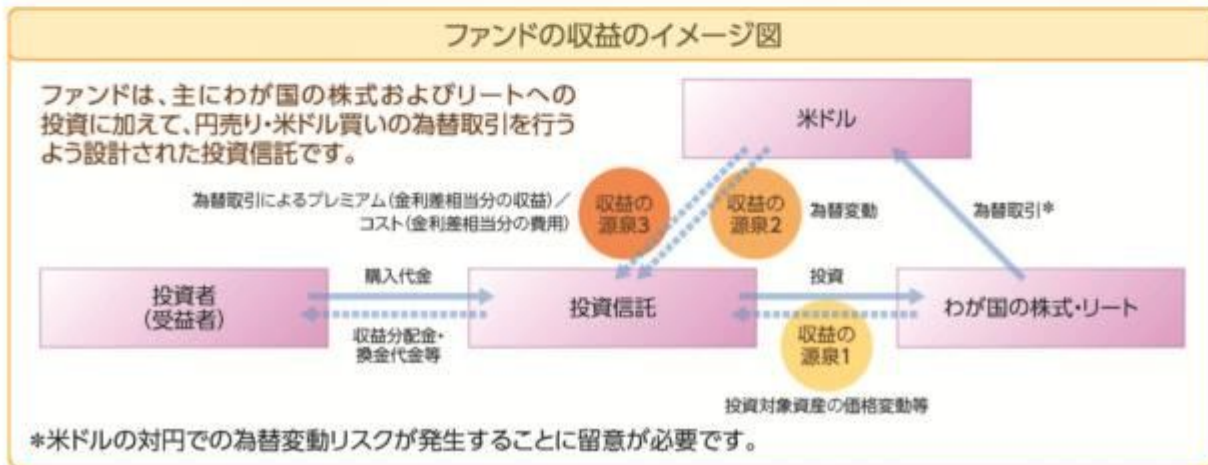 ファンドの収益のイメージ図
ファンドは、主にわが国の株式およびリートへの
投資に加えて、円売り・米ドル買いの為替取引を行う
よう設計された投資信託です。
米ドル
為替取引によるプレミアム(金利差相当分の収益)／
コスト(金利差相当分の費用)
収益の
源泉3
収益の
源泉2
為替変動
為替取引*
投資者
(受益者)
購入代金
収益分配金・
換金代金等
投資信託
投資
収益の
源泉1
投資対象資産の価格変動等
わが国の株式・リート
*米ドルの対円での為替変動リスクが発生することに留意が必要です。